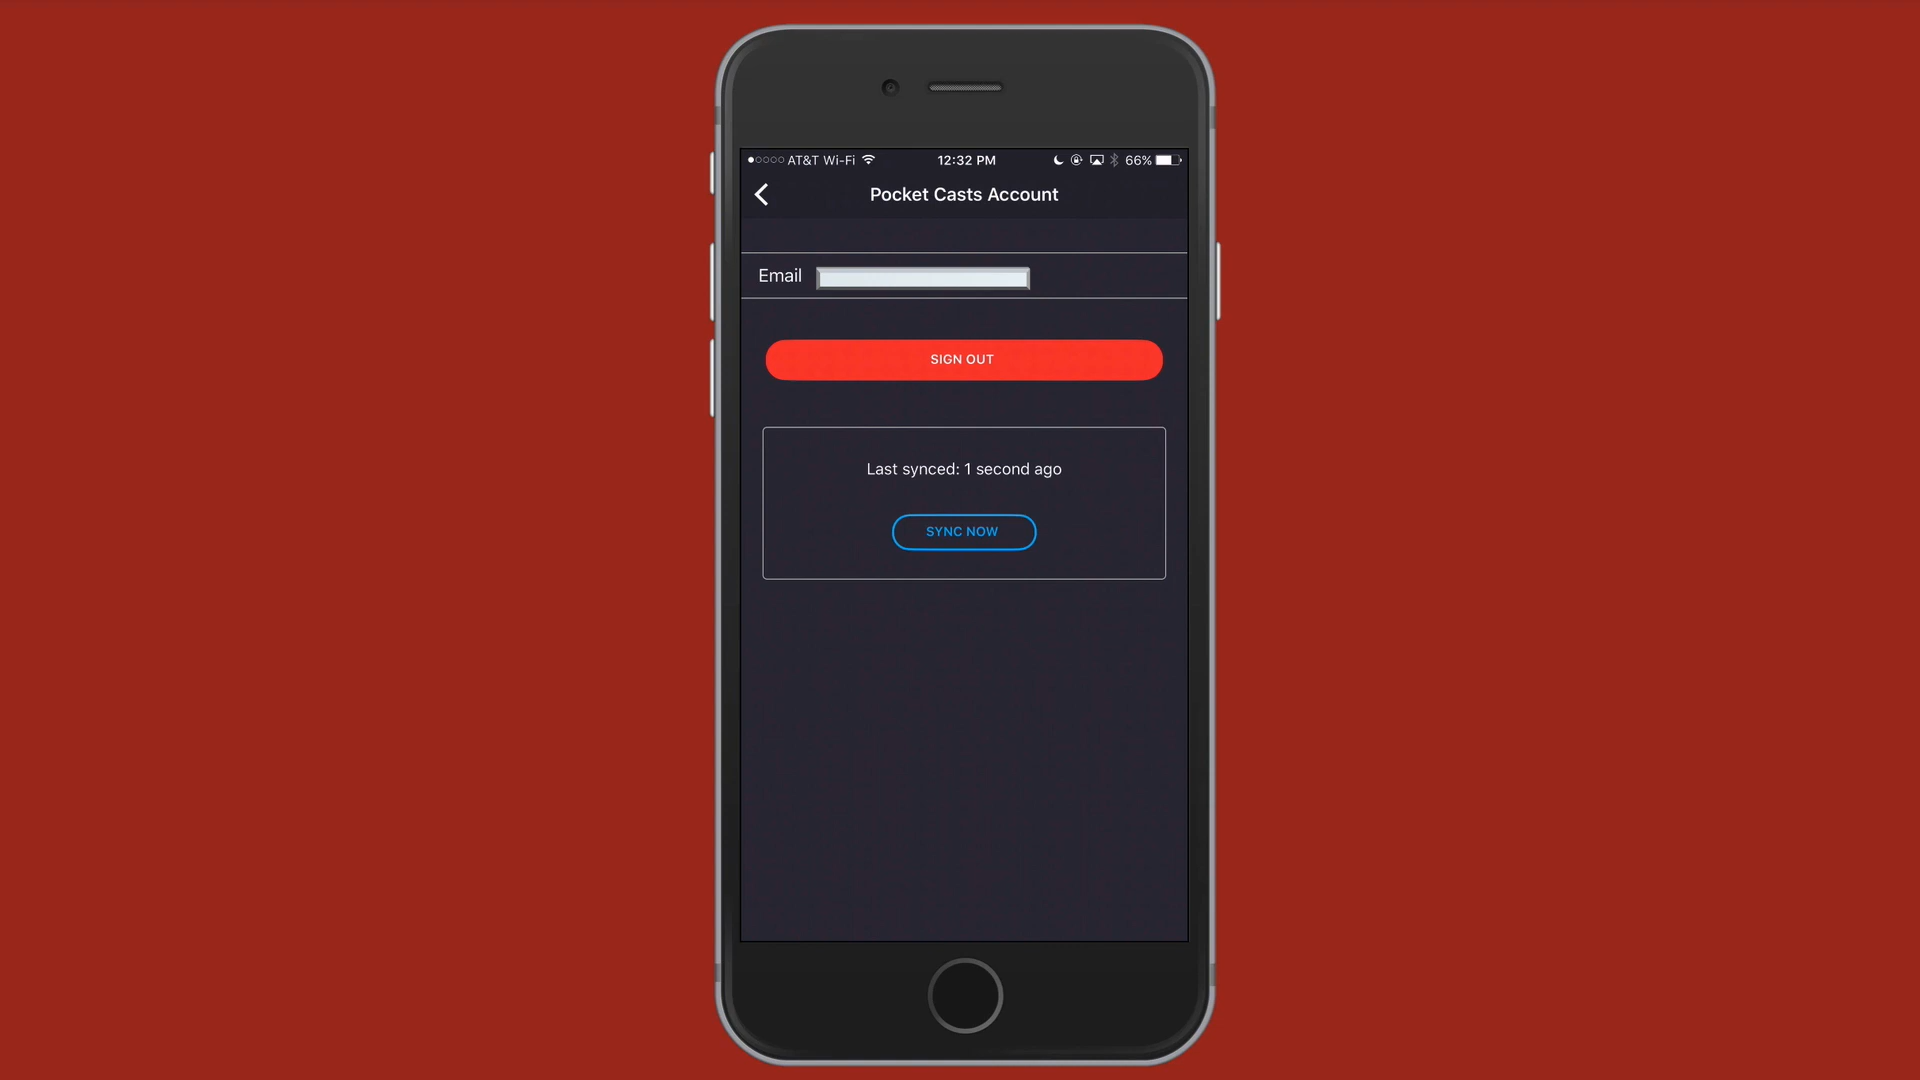 AT&T Wi-Fi 12:32 PM 66%
Pocket Casts Account
Email
SIGN OUT
Last synced: 1 second ago
SYNC NOW